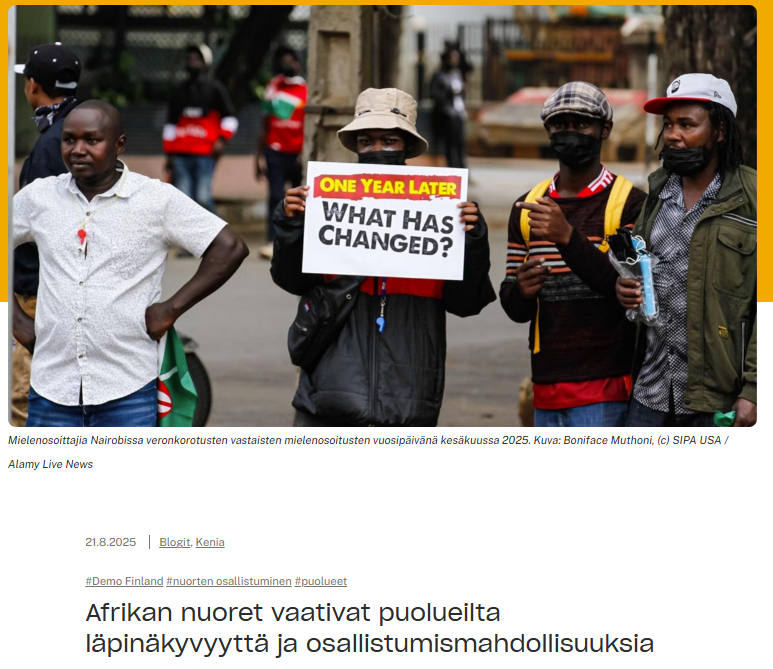 ONE YEAR LATER
WHAT HAS
CHANGED?
Mielenosoittajia Nairobissa veronkorotusten vastaisten mielenosoitusten vuosipäivänä kesäkuussa 2025. Kuva: Boniface Muthoni, (c) SIPA USA /
Alamy Live News
21.8.2025 | Blogit, Kenia
#Demo Finland #nuorten osallistuminen #puolueet
Afrikan nuoret vaativat puolueilta
läpinäkyvyyttä ja osallistumismahdollisuuksia